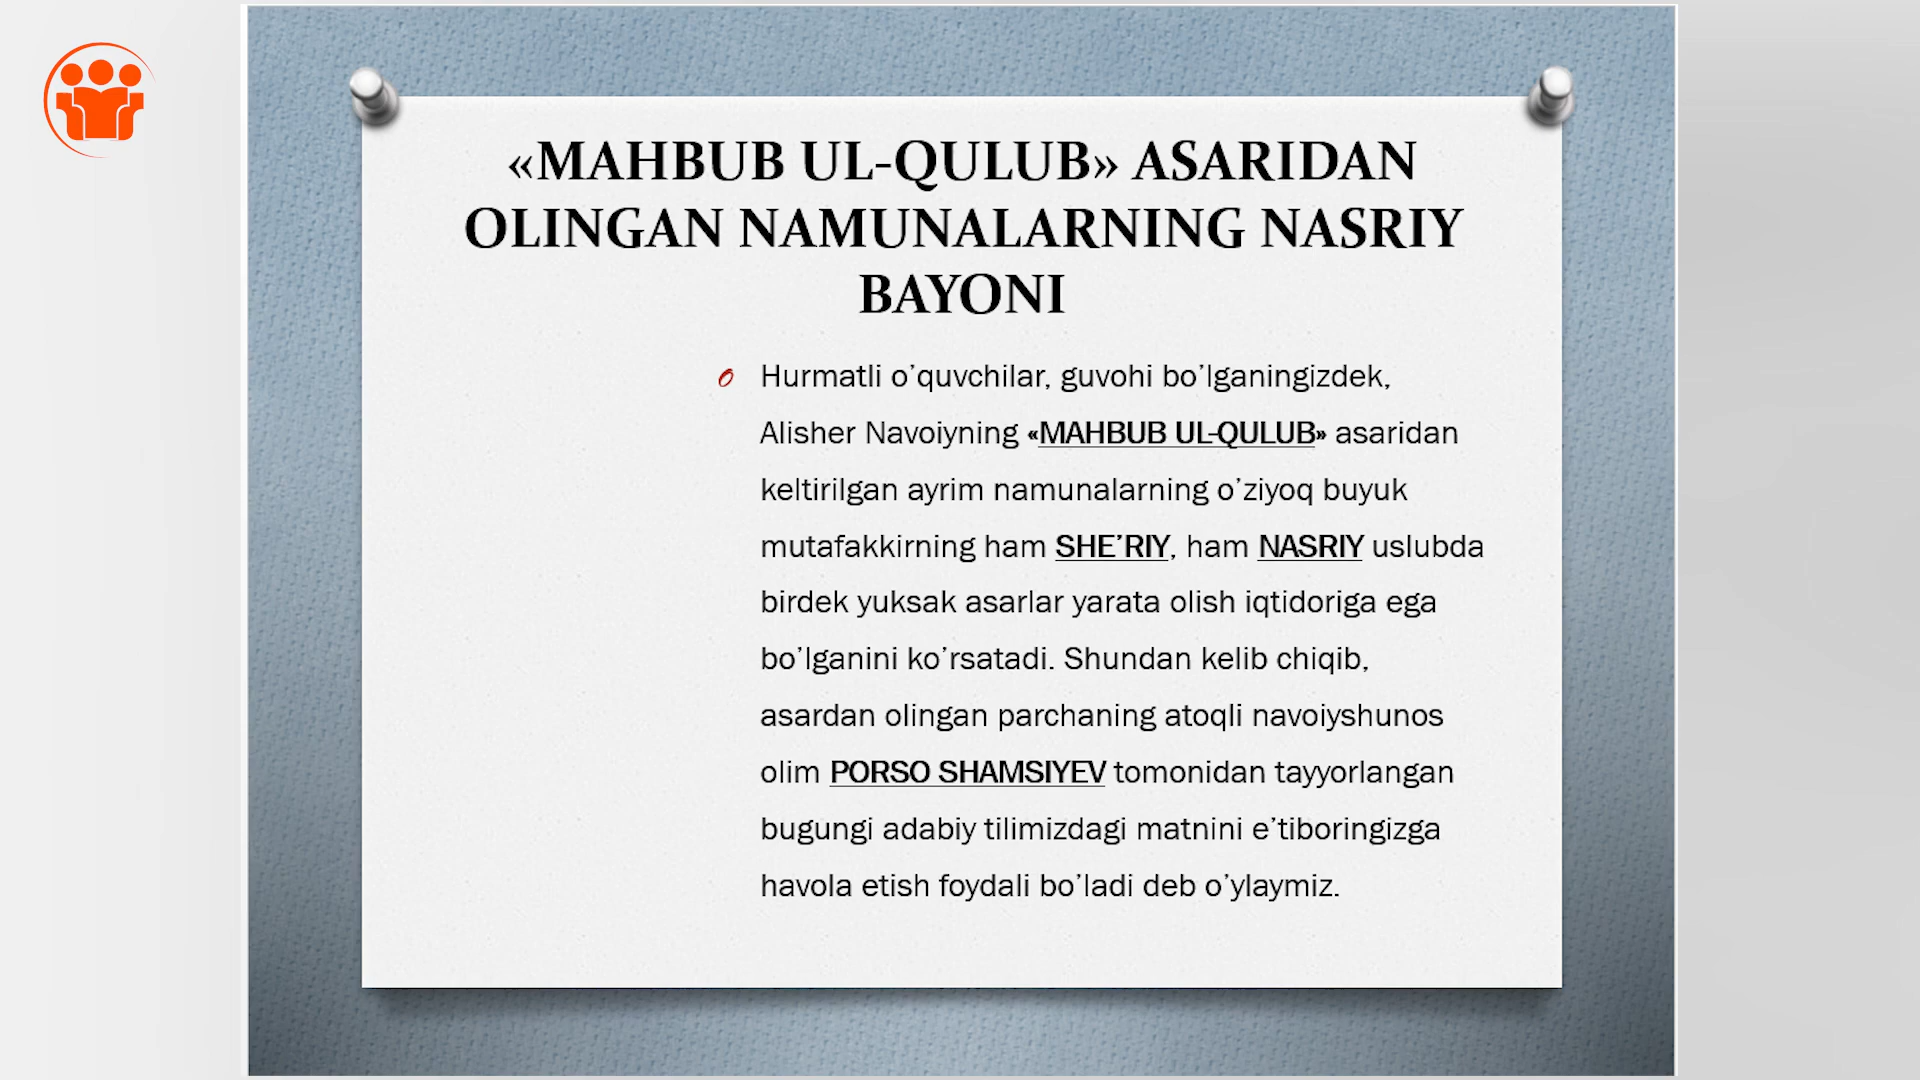 «MAHBUB UL-QULUB» ASARIDAN
OLINGAN NAMUNALARNING NASRIY
BAYONI
Hurmatli o’quvchilar, guvohi bo’lganingizdek,
Alisher Navoiyning «MAHBUB UL-QULUB» asaridan
keltirilgan ayrim namunalarning o’ziyoq buyuk
mutafakkirning ham SHE’RIY, ham NASRIY uslubda
birdek yuksak asarlar yarata olish iqtidoriga ega
bo’lganini ko’rsatadi. Shundan kelib chiqib,
asardan olingan parchaning atoqli navoiyshunos
olim PORSO SHAMSIYEV tomonidan tayyorlangan
bugungi adabiy tilimizdagi matnini e’tiboringizga
havola etish foydali bo’ladi deb o’ylaymiz.